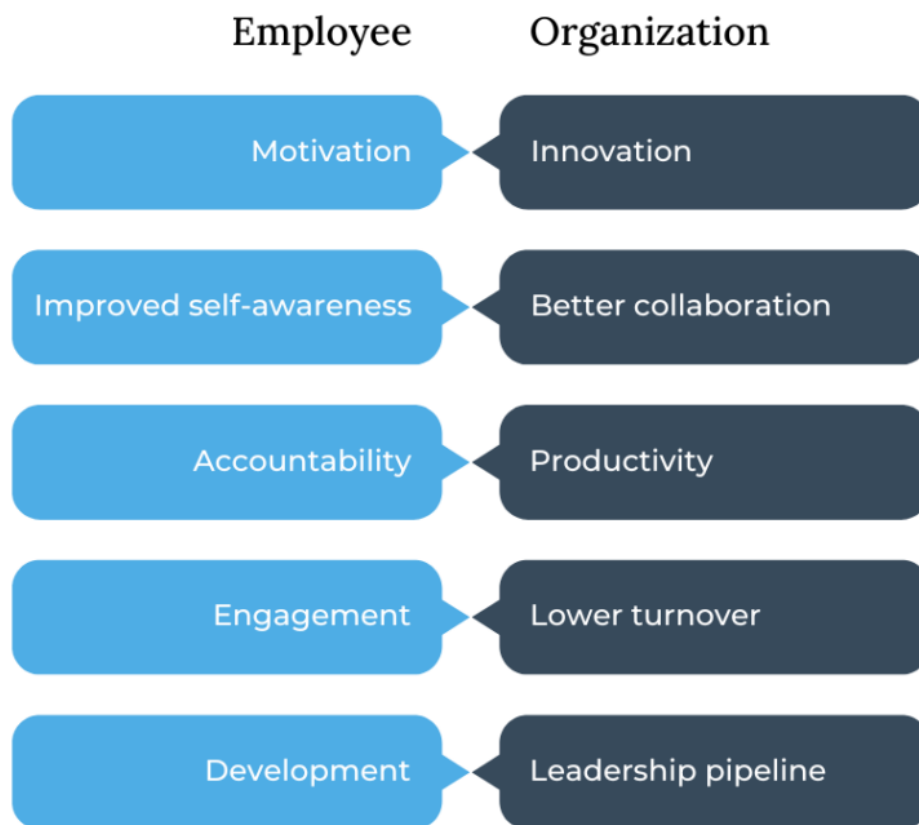 Employee Organization
Motivation Innovation
Improved self-awareness Better collaboration
Accountability Productivity
Engagement Lower turnover
Development Leadership pipeline